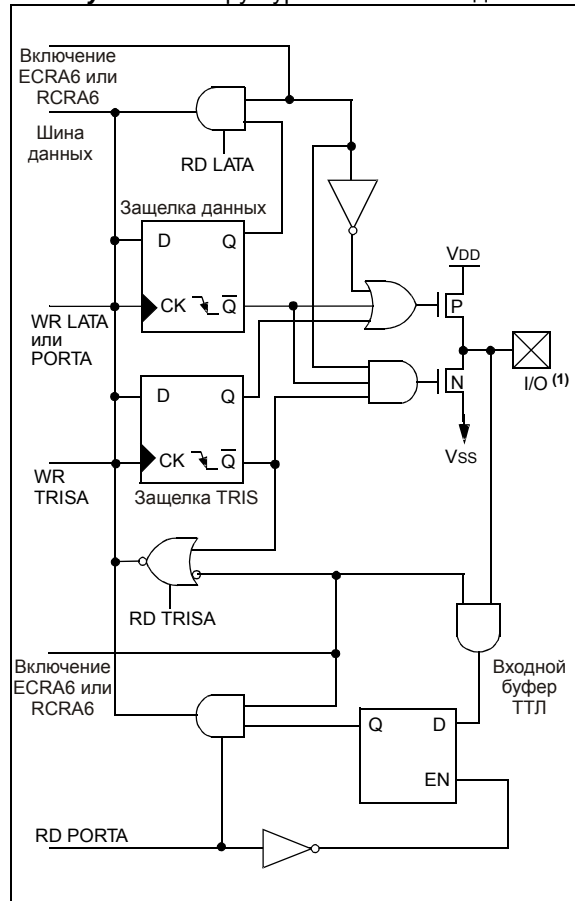 Включение
ECRA6 или
RCRA6
Шина
данных
RD LATA
Защелка данных
D
Q
VDD
P
CK
Q
WR LATA
или
PORTA
I/O (1)
N
D
Q
CK
Q
VSS
WR
TRISA
Защелка TRIS
RD TRISA
Включение
ECRA6 или
RCRA6
Входной
буфер
ТТЛ
Q
D
EN
RD PORTA